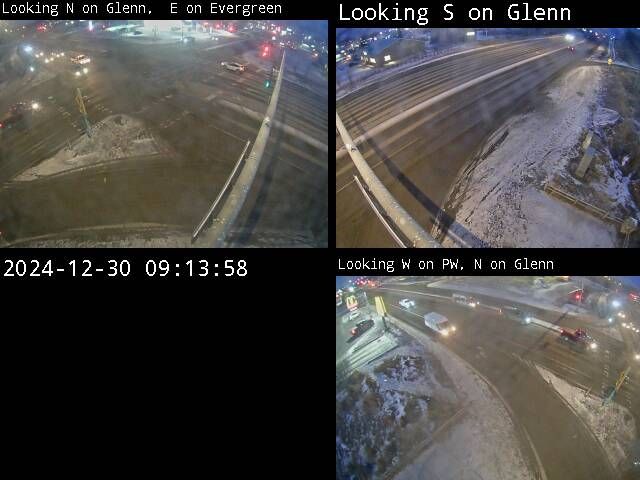 Looking N on Glenn,  E on Evergreen
Looking S on Glenn
2024-12-30 09:13:58
Looking W on PW, N on Glenn